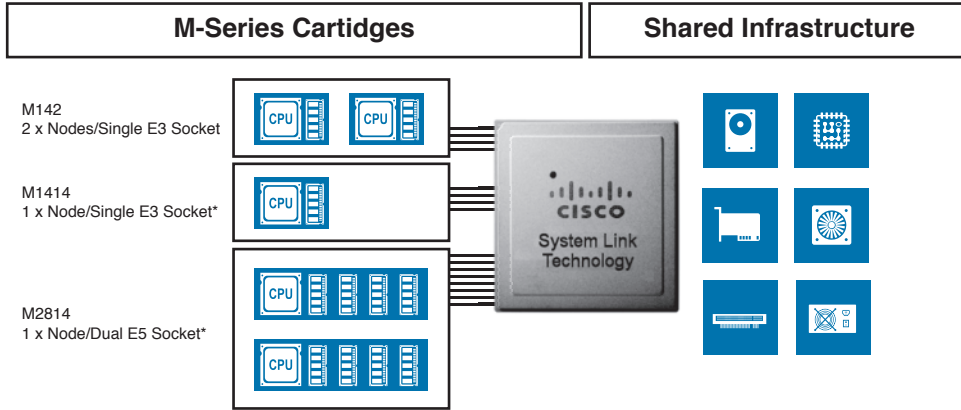 M-Series Cartidges
Shared Infrastructure
M142
2 x Nodes/Single E3 Socket
CPU
CPU
M1414
1 x Node/Single E3 Socket*
CPU
M2814
1 x Node/Dual E5 Socket*
CPU
CPU
CISCO
System Link
Technology